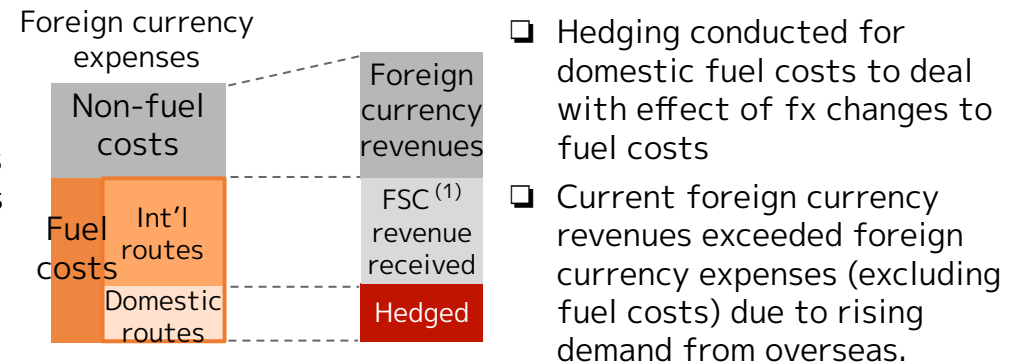 Foreign currency
expenses
Non-fuel
costs
Fuel
costs
Int'l
routes
Domestic
routes
Foreign
currency
revenues
FSC (1)
revenue
received
Hedged
❏ Hedging conducted for
domestic fuel costs to deal
with effect of fx changes to
fuel costs
❏ Current foreign currency
revenues exceeded foreign
currency expenses (excluding
fuel costs) due to rising
demand from overseas.